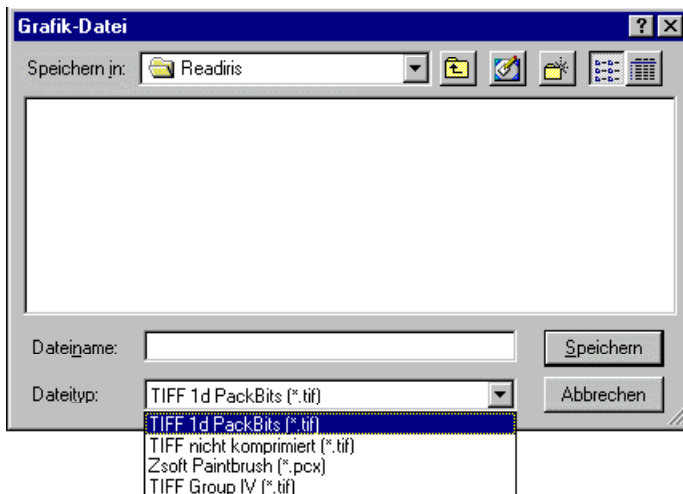 Grafik-Datei
Speichern in: Readiris
Dateiname: Speichern
Dateityp: TIFF 1d PackBits (*.tif) Abbrechen
TIFF 1d PackBits (*.tif)
TIFF nicht komprimiert (*.tif)
Zsoft Paintbrush (*.pcx)
TIFF Group IV (*.tif)